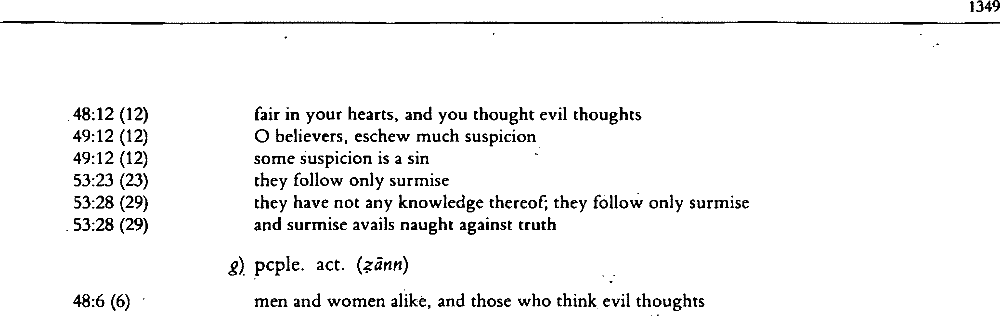 1349
48:12 (12) fair in your hearts, and you thought evil thoughts
49:12 (12) O believers, eschew much suspicion
49:12 (12) some suspicion is a sin
53:23 (23) they follow only surmise
53:28 (29) they have not any knowledge thereof; they follow only surmise
53:28 (29) and surmise avails naught against truth
g) pcple. act. (ẓānn)
48:6 (6) men and women alike, and those who think evil thoughts